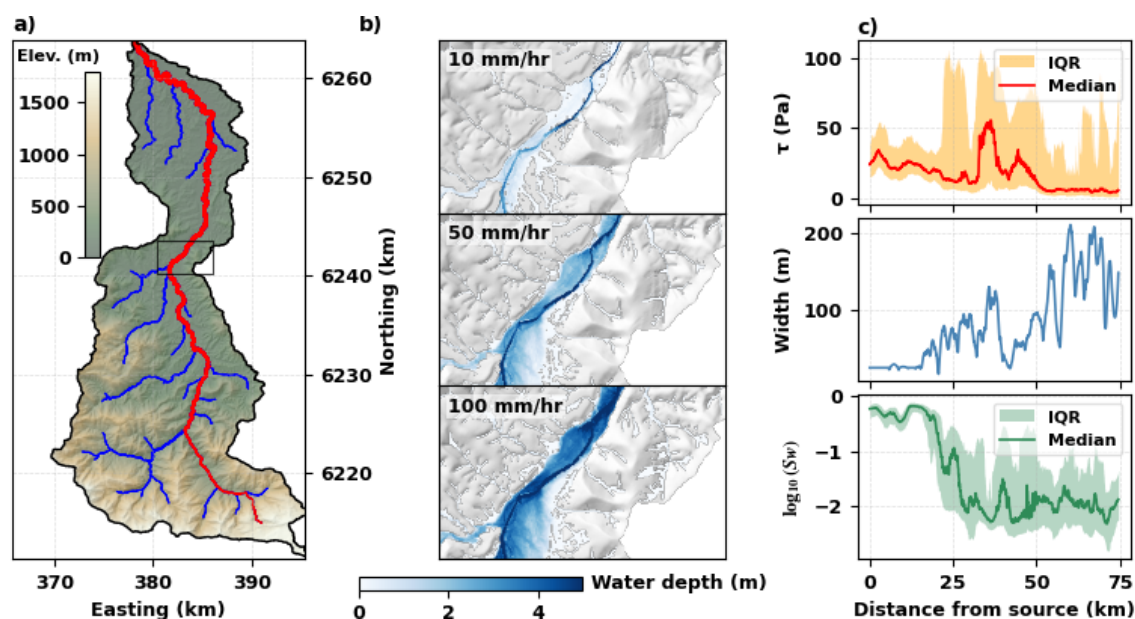 a)
Elev. (m)
1500
1000
500
0
6260
6250
6240
6230
6220
Northing (km)
370 380 390
Easting (km)
b)
10 mm/hr
50 mm/hr
100 mm/hr
Water depth (m)
0 2 4
c)
100
50
0
τ (Pa)
IQR
Median
200
100
Width (m)
0
−1
−2
log₁₀(Sw)
IQR
Median
0 25 50 75
Distance from source (km)